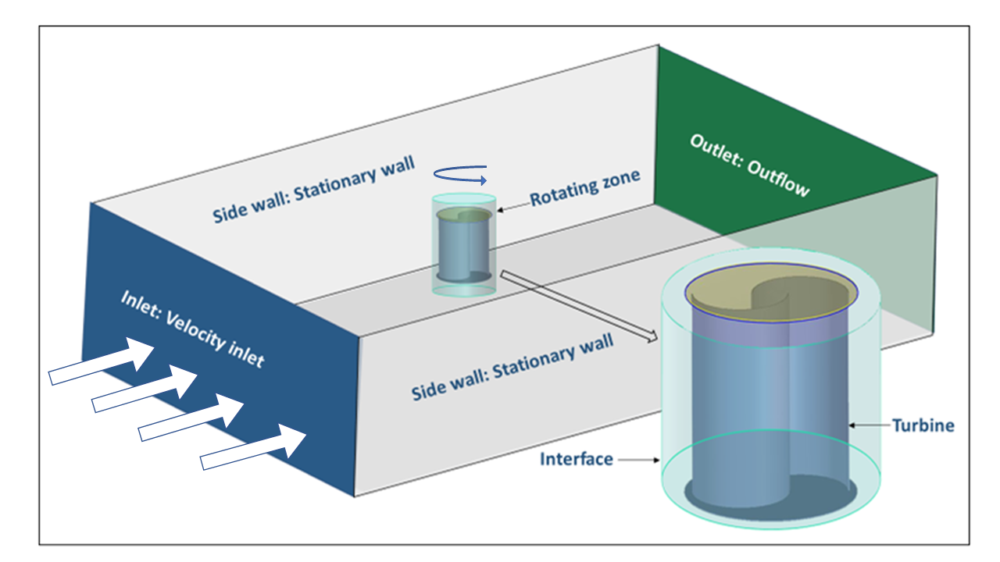 Side wall: Stationary wall
Outlet: Outflow
Rotating zone
Inlet: Velocity inlet
Side wall: Stationary wall
Turbine
Interface